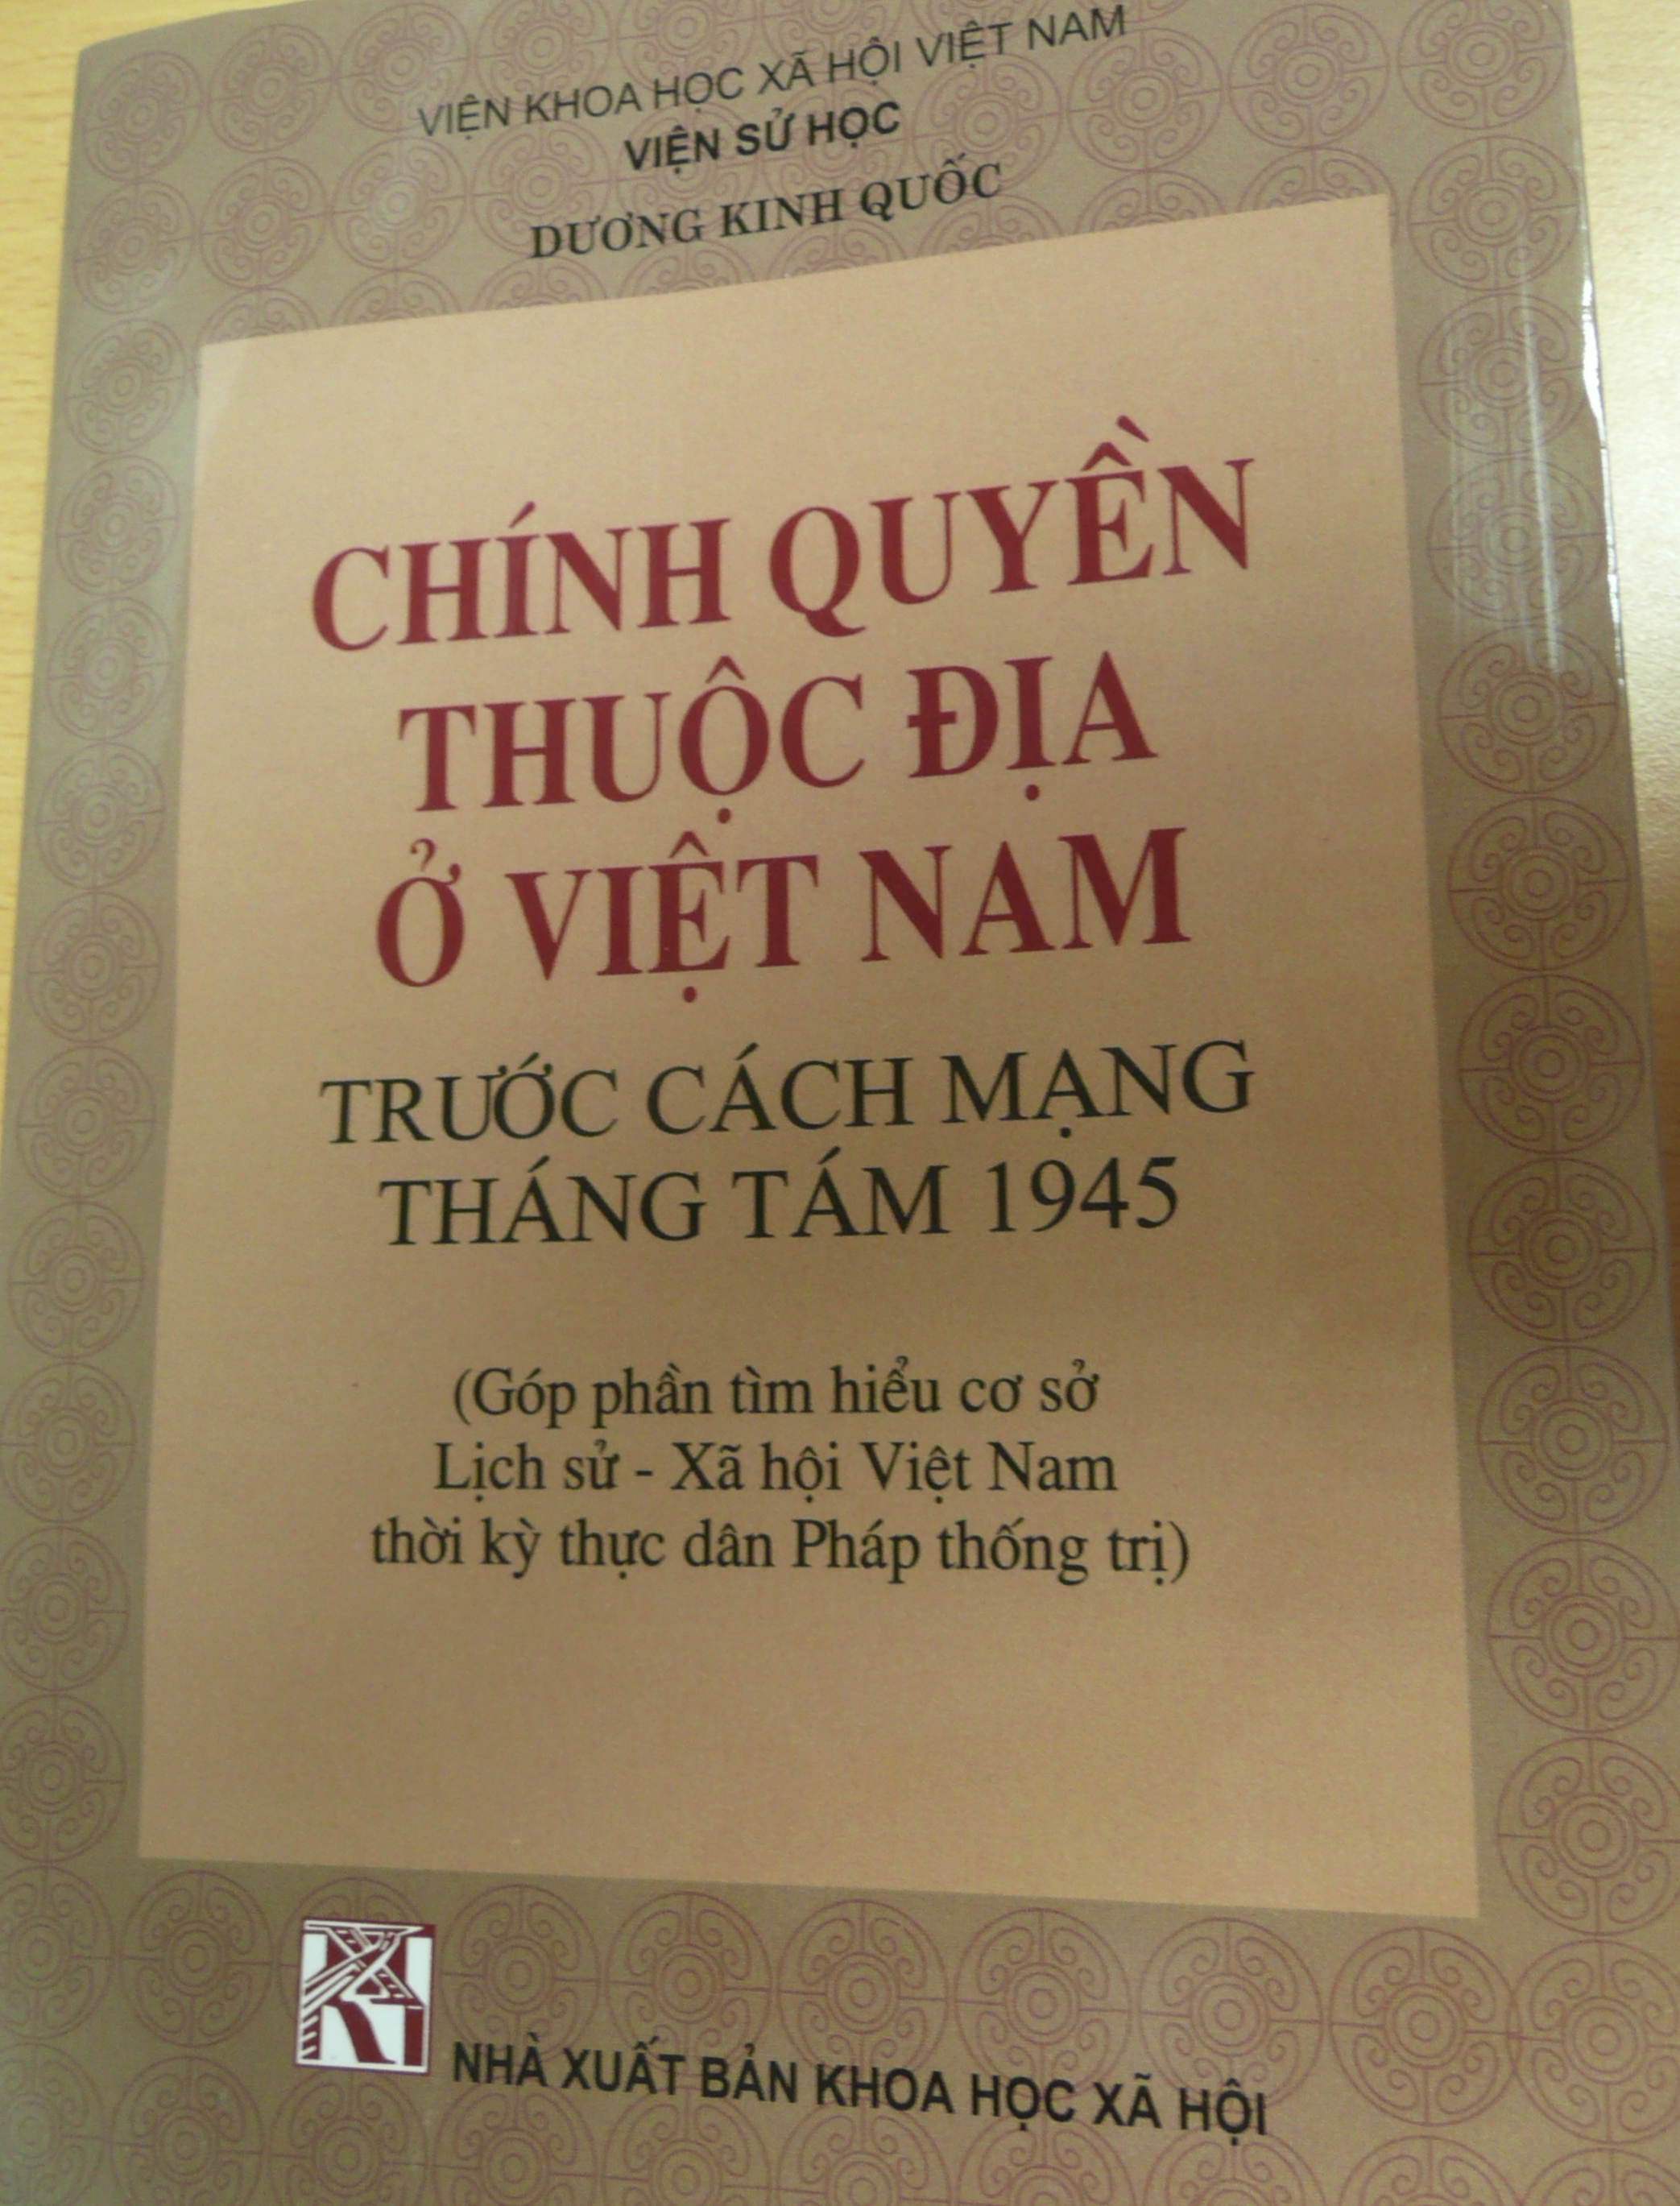 VIỆN KHOA HỌC XÃ HỘI VIỆT NAM
VIỆN SỬ HỌC
DƯƠNG KINH QUỐC
CHÍNH QUYỀN
THUỘC ĐỊA
Ở VIỆT NAM
TRƯỚC CÁCH MẠNG
THÁNG TÁM 1945
(Góp phần tìm hiểu cơ sở
Lịch sử - Xã hội Việt Nam
thời kỳ thực dân Pháp thống trị)
NHÀ XUẤT BẢN KHOA HỌC XÃ HỘI